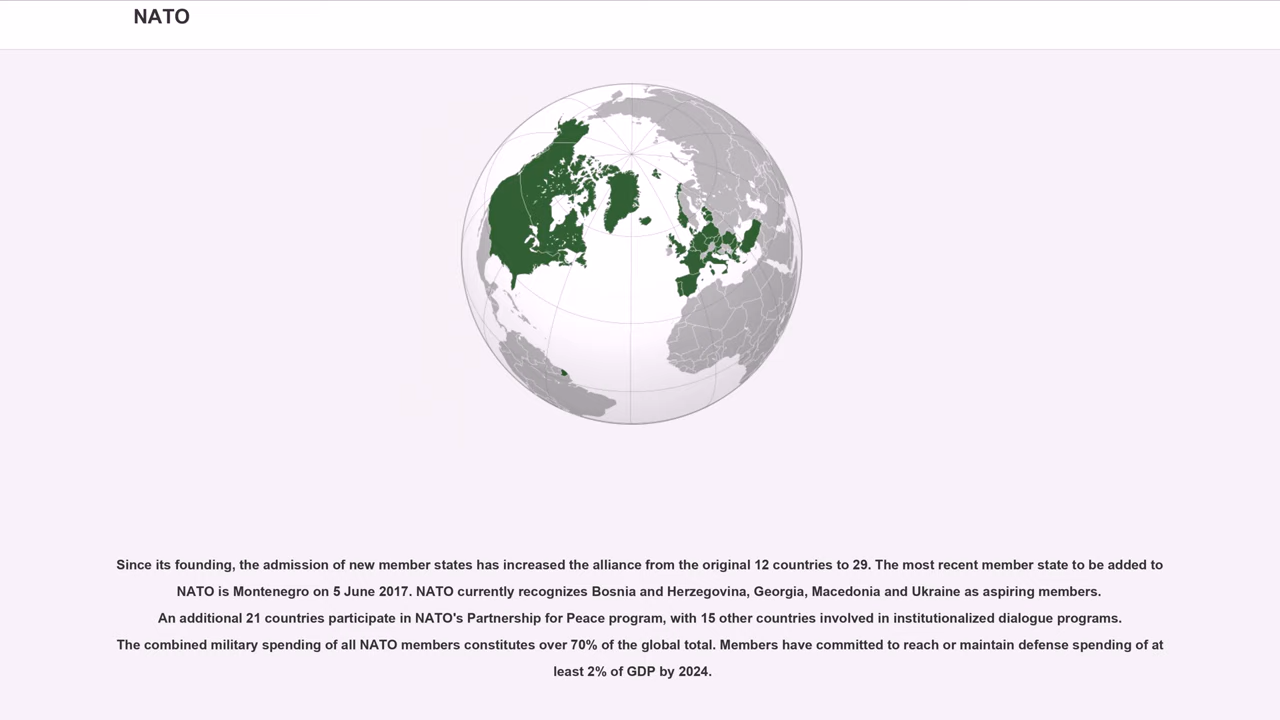 NATO
Since its founding, the admission of new member states has increased the alliance from the original 12 countries to 29. The most recent member state to be added to
NATO is Montenegro on 5 June 2017. NATO currently recognizes Bosnia and Herzegovina, Georgia, Macedonia and Ukraine as aspiring members.
An additional 21 countries participate in NATO's Partnership for Peace program, with 15 other countries involved in institutionalized dialogue programs.
The combined military spending of all NATO members constitutes over 70% of the global total. Members have committed to reach or maintain defense spending of at
least 2% of GDP by 2024.